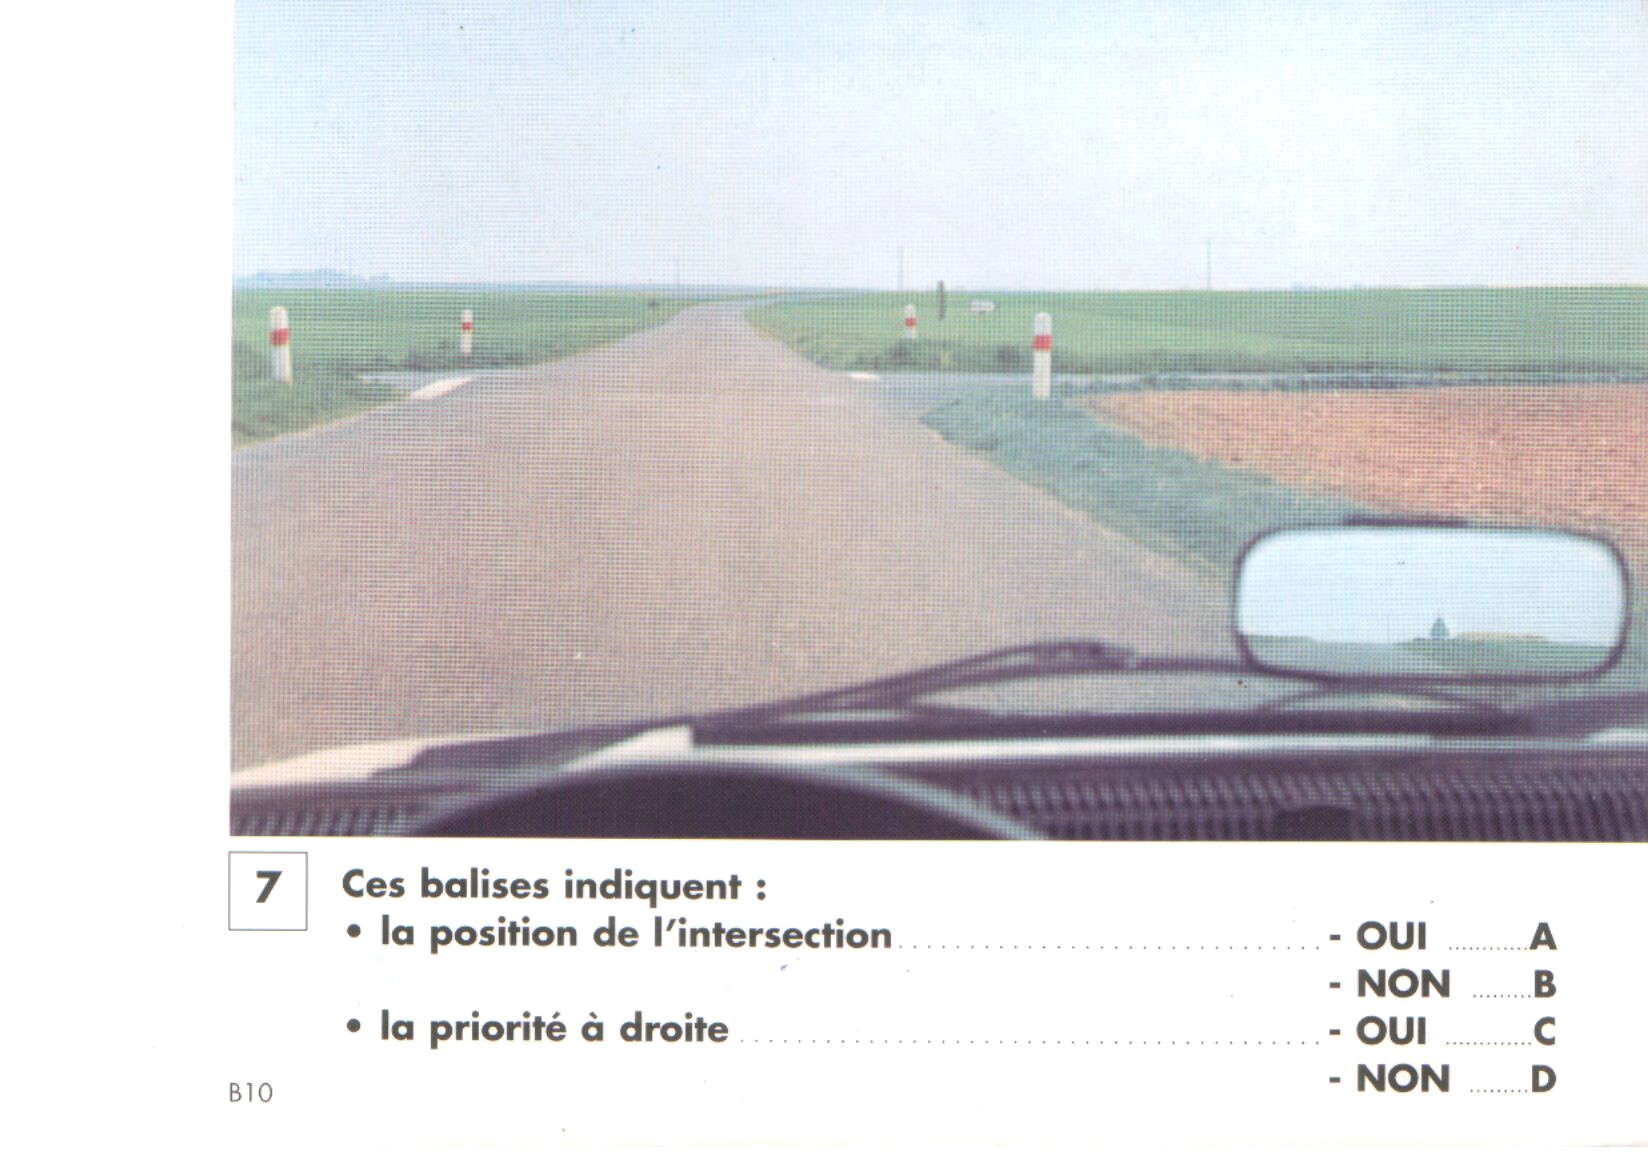 7 Ces balises indiquent :
• la position de l'intersection - OUI A
- NON B
• la priorité à droite - OUI C
- NON D
B10